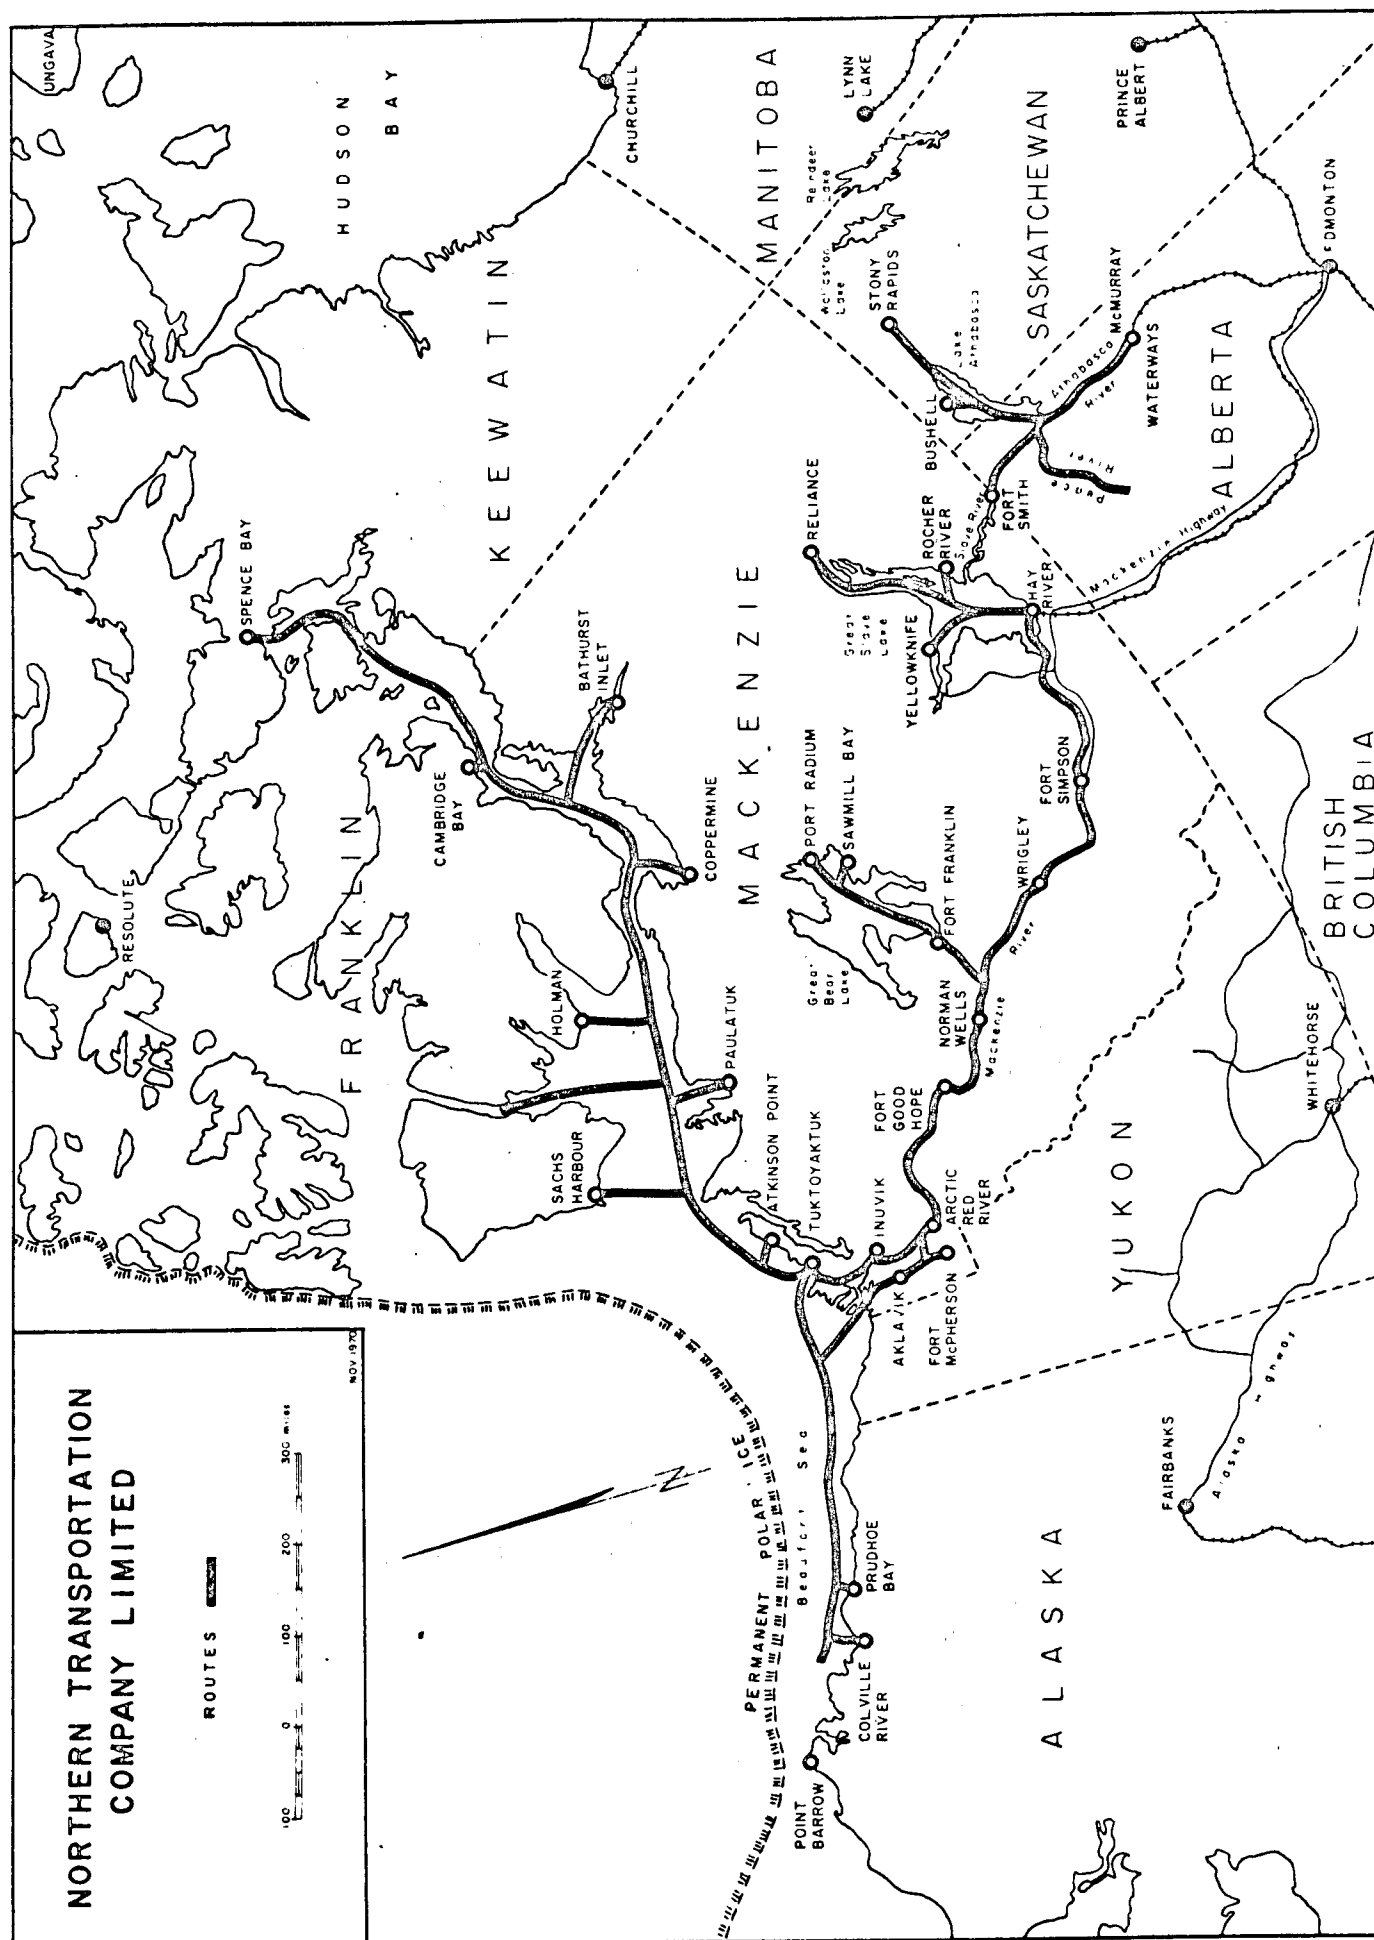 NORTHERN TRANSPORTATION
COMPANY LIMITED
ROUTES
100 0 100 200 300 miles
NOV 1970
UNGAVA
HUDSON
BAY
CHURCHILL
KEEWATIN
MANITOBA
LYNN
LAKE
Reindeer
Lake
Wollaston
Lake
PRINCE
ALBERT
SASKATCHEWAN
STONY
RAPIDS
Lake
Athabasca
BUSHELL
Athabasca
River
McMURRAY
WATERWAYS
EDMONTON
ALBERTA
Peace
River
Mackenzie Highway
FORT
SMITH
Slave River
ROCHER
RIVER
RELIANCE
HAY
RIVER
Great
Slave
Lake
YELLOWKNIFE
MACKENZIE
SPENCE BAY
BATHURST
INLET
CAMBRIDGE
BAY
COPPERMINE
FRANKLIN
RESOLUTE
HOLMAN
PAULATUK
SACHS
HARBOUR
ATKINSON POINT
TUKTOYAKTUK
INUVIK
ARCTIC
RED
RIVER
AKLAVIK
FORT
McPHERSON
FORT
GOOD
HOPE
NORMAN
WELLS
Mackenzie
River
Great
Bear
Lake
PORT RADIUM
SAWMILL BAY
FORT FRANKLIN
WRIGLEY
FORT
SIMPSON
BRITISH
COLUMBIA
WHITEHORSE
YUKON
Alaska Highway
FAIRBANKS
ALASKA
PERMANENT POLAR ICE
Beaufort Sea
N
PRUDHOE
BAY
COLVILLE
RIVER
POINT
BARROW